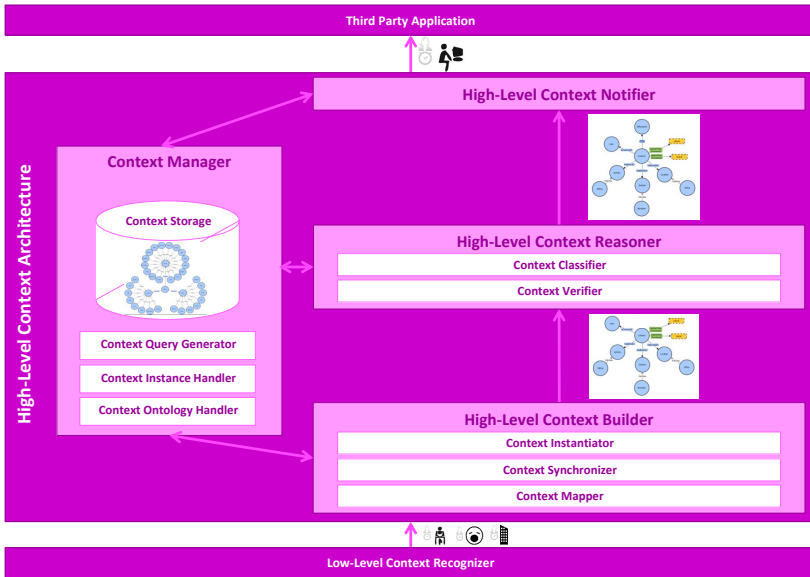 Third Party Application
High-Level Context Architecture
High-Level Context Notifier
Context Manager
Context Storage
Context Query Generator
Context Instance Handler
Context Ontology Handler
High-Level Context Reasoner
Context Classifier
Context Verifier
High-Level Context Builder
Context Instantiator
Context Synchronizer
Context Mapper
Low-Level Context Recognizer